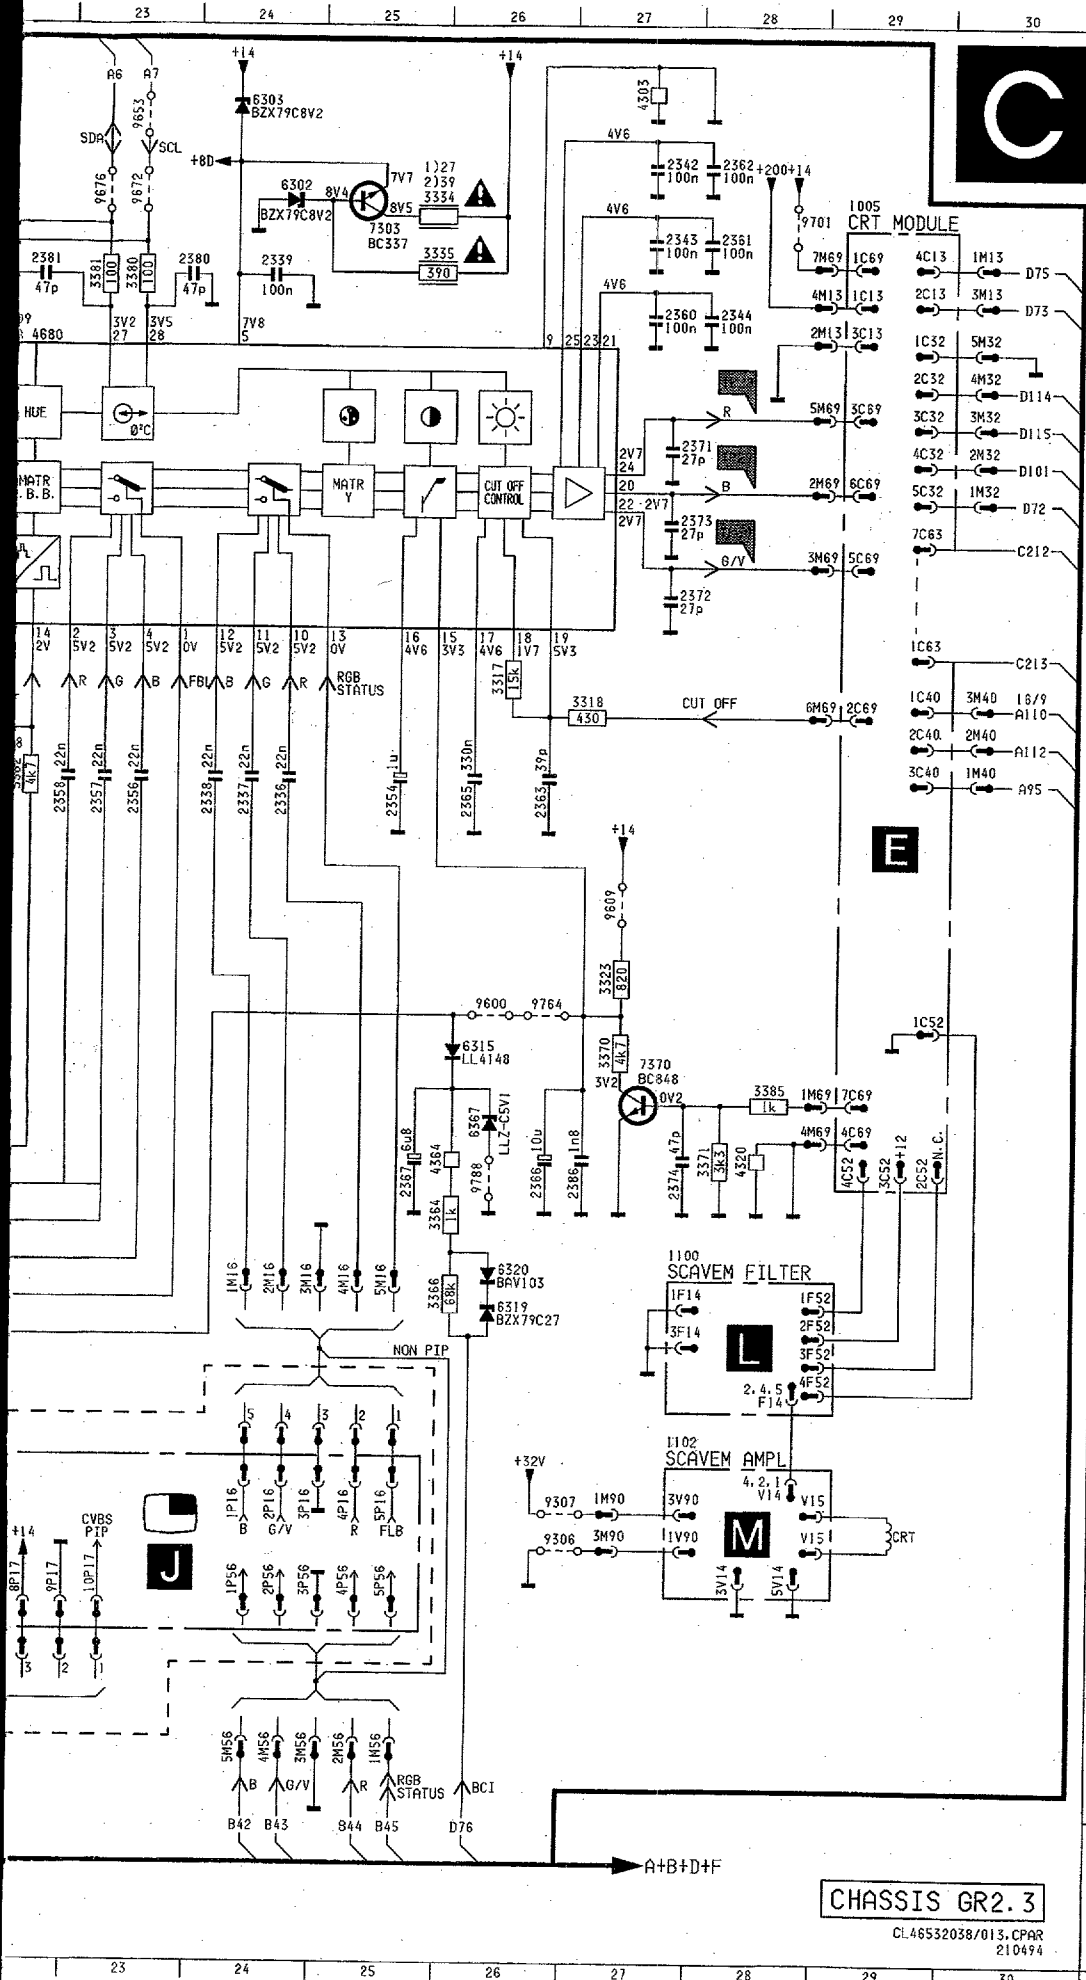 23 24 25 26 27 28 29 30
C
A6 A7 +14 +14
9653
SDA SCL
9676 9672
+8D
6303
BZX79C8V2
6302
BZX79C8V2
8V4
7V7
8V5
7303
BC337
1)27
2)39
3334
3335
390
4303
4V6
2342
100n
2362
100n
4V6
2343
100n
2361
100n
4V6
2360
100n
2344
100n
+200 +14
9701
1005
CRT MODULE
2381
47p
3381
100
3380
100
2380
47p
2339
100n
3V2
27
3V5
28
7V8
5
9 25 23 21
4680
7M69 1C69
4M13 1C13
2M13 3C13
5M69 3C69
2M69 6C69
3M69 5C69
6M69 2C69
4C13 1M13 D75
2C13 3M13 D73
1C32 5M32
2C32 4M32 D114
3C32 3M32 D115
4C32 2M32 D101
5C32 1M32 D72
7C63 C212
1C63 C213
1C40 3M40 16/9
A110
2C40 2M40 A112
3C40 1M40 A95
HUE
0°C
MATR
MATR
Y
CUT OFF
CONTROL
2V7
24
20
22 2V7
2V7
R
B
G/V
2371
27p
2373
27p
2372
27p
14
2V
2
5V2
3
5V2
4
5V2
1
0V
12
5V2
11
5V2
10
5V2
13
0V
16
4V6
15
3V3
17
4V6
18
1V7
19
5V3
R G B FBL B G R
RGB
STATUS
3317
15k
3318
430
CUT OFF
4k7
2358 22n
2357 22n
2356 22n
2338 22n
2337 22n
2336 22n
2354 1u
2365 330n
2363 39p
E
+14
9609
3323
820
9600 9764
3370
4k7
3V2
7370
BC848
0V2
6315
LL4148
6367
LLZ-C5V1
9788
2367 6u8
4364
3364
1k
2366 10u
2386 1n8
2374 47p
3371
3k3
4320
3385
1k
1M69 7C69
4M69 4C69
1C52
4C52
3C52 +12
2C52 N.C.
3366
68k
6320
BAV103
6319
BZX79C27
1M16 2M16 3M16 4M16 5M16
NON PIP
1100
SCAVEM FILTER
1F14
3F14
L
1F52
2F52
3F52
4F52
2.4.5
F14
1102
SCAVEM AMPL
4.2.1
V14
+32V
9307 1M90 3V90
9306 3M90 1V90
M
V15
V15
CRT
3V14 5V14
5 4 3 2 1
1P16 2P16 3P16 4P16 5P16
B G/V R FLB
J
+14
CVBS
PIP
8P17 9P17 10P17
3 2 1
1P56 2P56 3P56 4P56 5P56
5M56 4M56 3M56 2M56 1M56
B G/V R
RGB
STATUS
BCI
B42 B43 B44 B45 D76
A+B+D+F
CHASSIS GR2.3
CL46532038/013.CPAR
210494
23 24 25 26 27 28 29 30